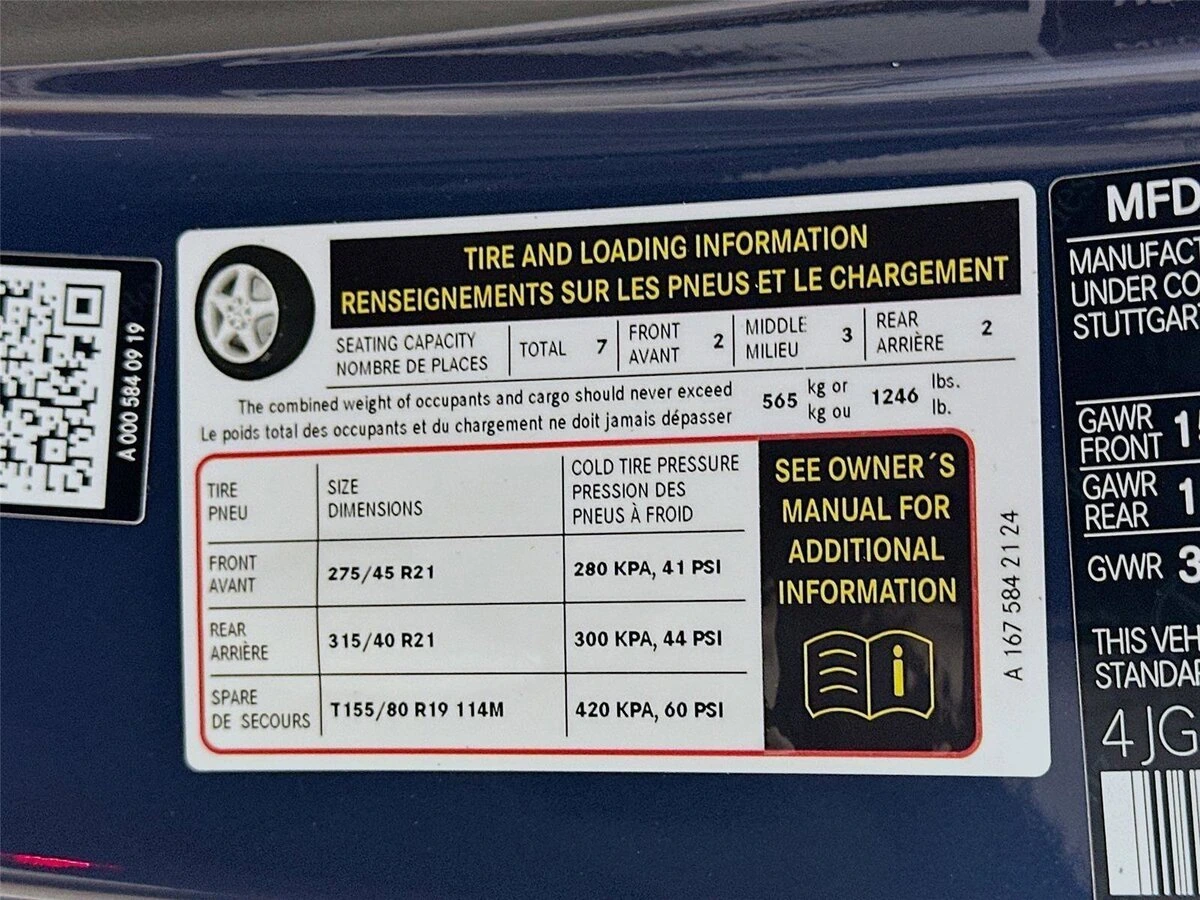 TIRE AND LOADING INFORMATION
RENSEIGNEMENTS SUR LES PNEUS ET LE CHARGEMENT
SEATING CAPACITY
NOMBRE DE PLACES
TOTAL 7
FRONT
AVANT 2
MIDDLE
MILIEU 3
REAR
ARRIÈRE 2
The combined weight of occupants and cargo should never exceed 565 kg or 1246 lbs.
Le poids total des occupants et du chargement ne doit jamais dépasser kg ou lb.
TIRE
PNEU
SIZE
DIMENSIONS
COLD TIRE PRESSURE
PRESSION DES
PNEUS À FROID
FRONT
AVANT
275/45 R21
280 KPA, 41 PSI
REAR
ARRIÈRE
315/40 R21
300 KPA, 44 PSI
SPARE
DE SECOURS
T155/80 R19 114M
420 KPA, 60 PSI
SEE OWNER´S
MANUAL FOR
ADDITIONAL
INFORMATION
A 167 584 21 24
A 000 584 09 19
MFD
MANUFACT
UNDER CO
STUTTGAR
GAWR
FRONT 1
GAWR
REAR 1
GVWR 3
THIS VEH
STANDAR
4JG